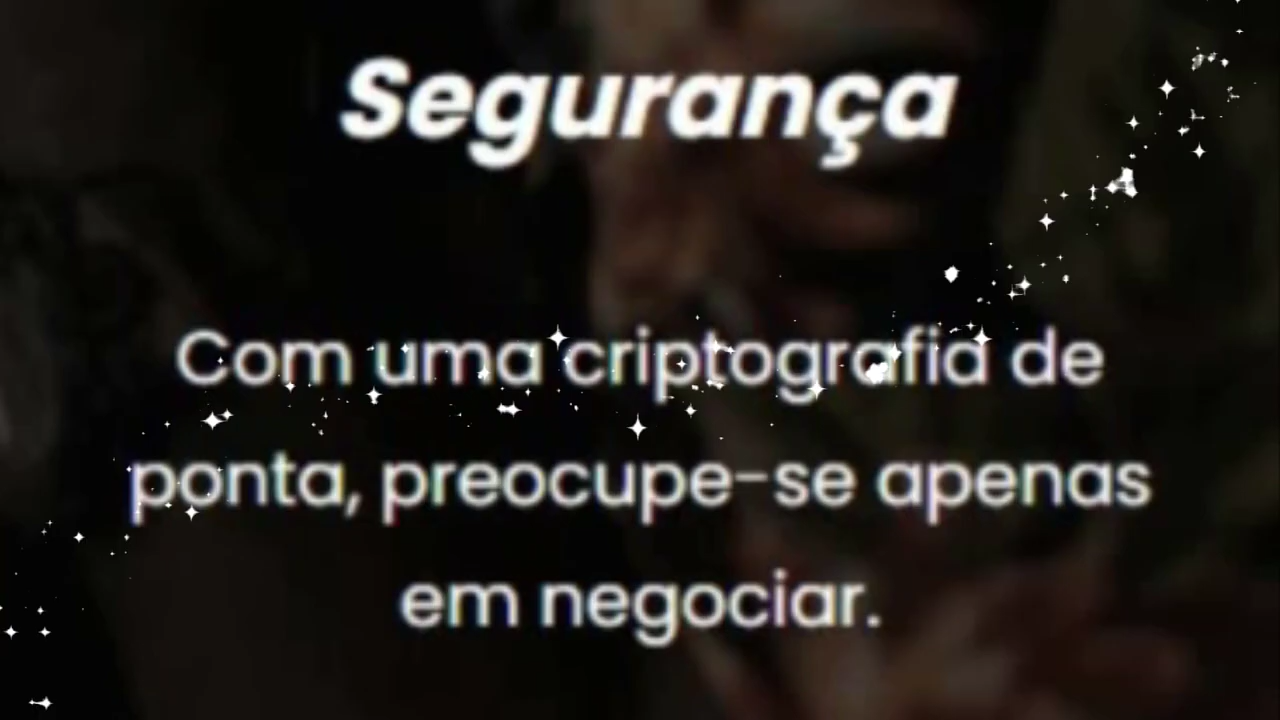 Segurança
Com uma criptografia de
ponta, preocupe-se apenas
em negociar.